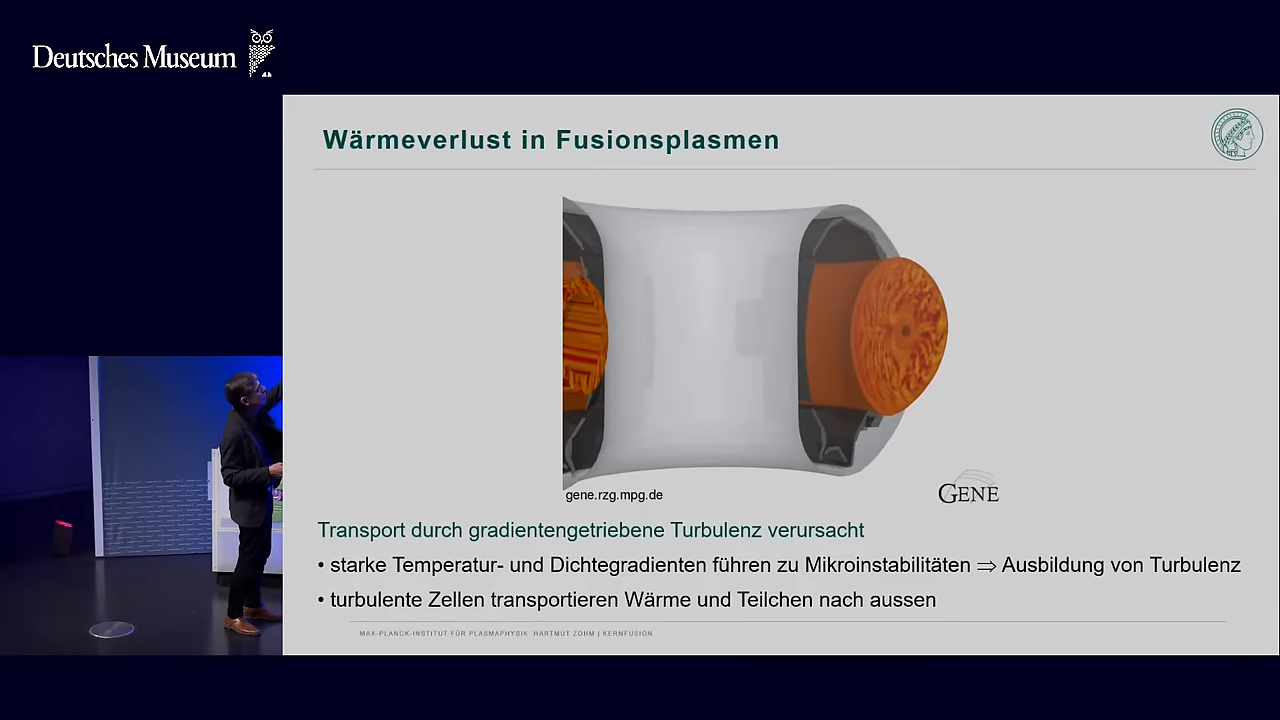 Deutsches Museum
Wärmeverlust in Fusionsplasmen
gene.rzg.mpg.de
GENE
Transport durch gradientengetriebene Turbulenz verursacht
• starke Temperatur- und Dichtegradienten führen zu Mikroinstabilitäten ⇒ Ausbildung von Turbulenz
• turbulente Zellen transportieren Wärme und Teilchen nach aussen
MAX-PLANCK-INSTITUT FÜR PLASMAPHYSIK HARTMUT ZOHM | KERNFUSION